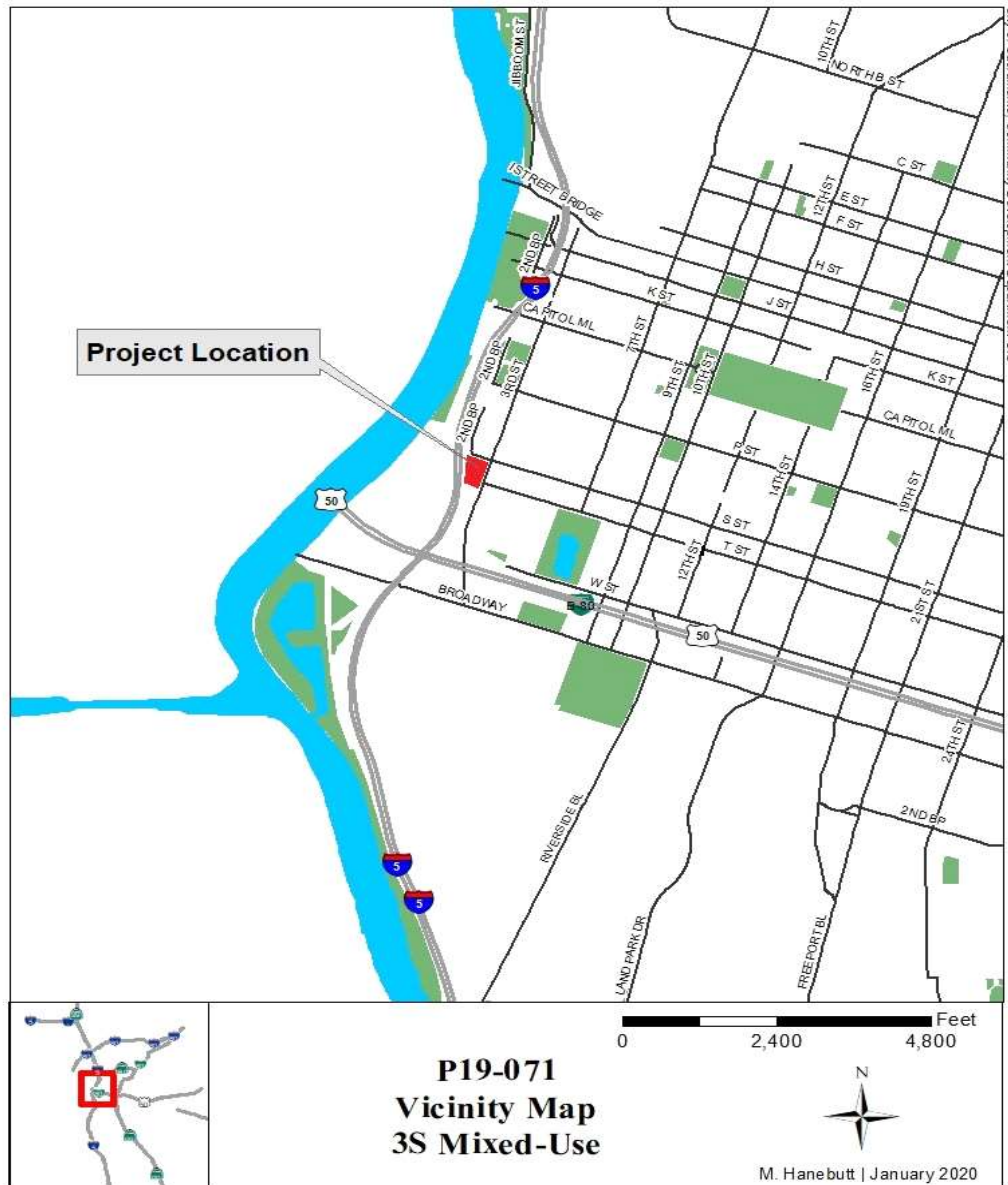 10TH ST
JIBBOOM ST
NORTH B ST
C ST
I STREET BRIDGE
12TH ST
E ST
F ST
2ND BP
H ST
5
K ST
J ST
CAPITOL ML
7TH ST
16TH ST
Project Location
2ND BP
3RD ST
9TH ST
10TH ST
K ST
CAPITOL ML
2ND BP
P ST
14TH ST
19TH ST
50
S ST
T ST
12TH ST
W ST
BROADWAY
21ST ST
50
24TH ST
2ND BP
RIVERSIDE BL
5
5
LAND PARK DR
FREEPORT BL
Feet
0 2,400 4,800
P19-071
Vicinity Map
3S Mixed-Use
N
M. Hanebutt | January 2020